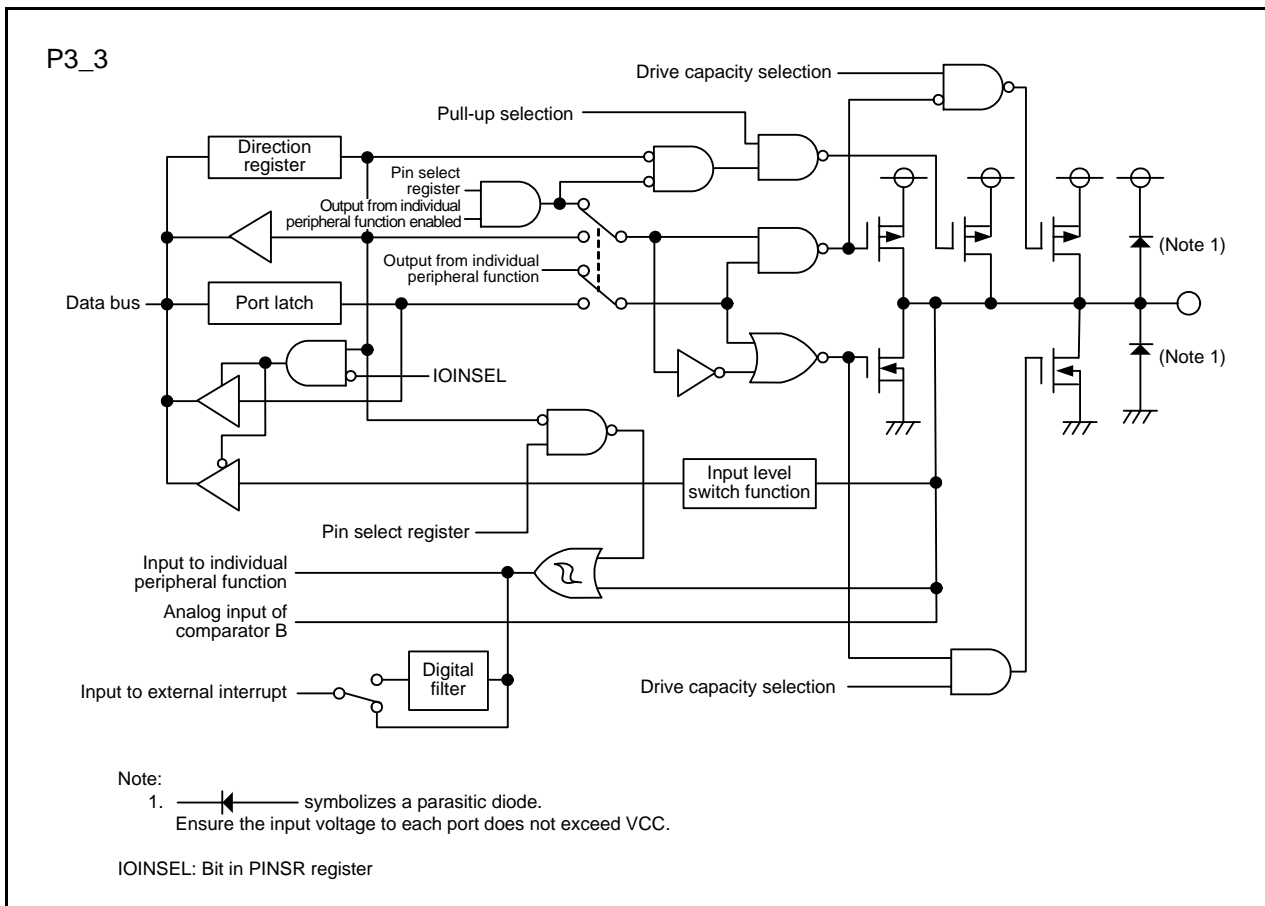 P3_3
Drive capacity selection
Pull-up selection
Direction
register
Pin select
register
Output from individual
peripheral function enabled
(Note 1)
Output from individual
peripheral function
Data bus
Port latch
(Note 1)
IOINSEL
Input level
switch function
Pin select register
Input to individual
peripheral function
Analog input of
comparator B
Digital
filter
Input to external interrupt
Drive capacity selection
Note:
1. symbolizes a parasitic diode.
Ensure the input voltage to each port does not exceed VCC.
IOINSEL: Bit in PINSR register